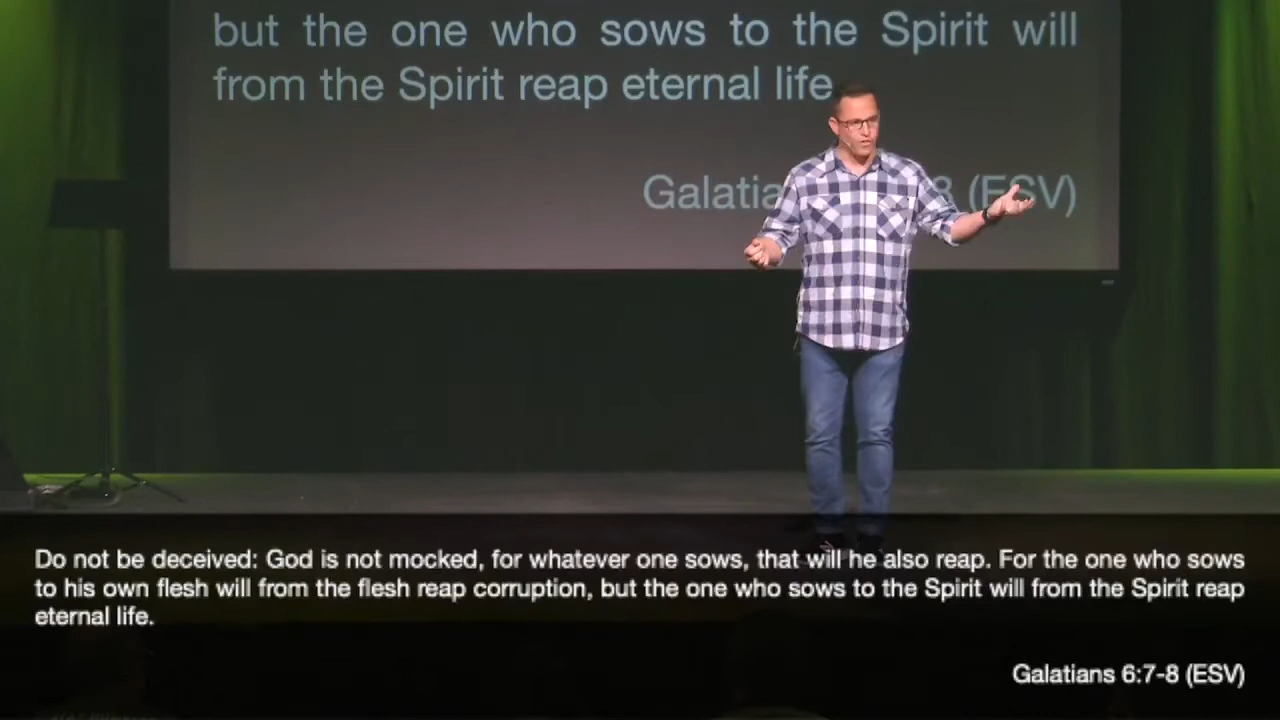 but the one who sows to the Spirit will
from the Spirit reap eternal life
Galatia 8 (ESV)
Do not be deceived: God is not mocked, for whatever one sows, that will he also reap. For the one who sows
to his own flesh will from the flesh reap corruption, but the one who sows to the Spirit will from the Spirit reap
eternal life.
Galatians 6:7-8 (ESV)